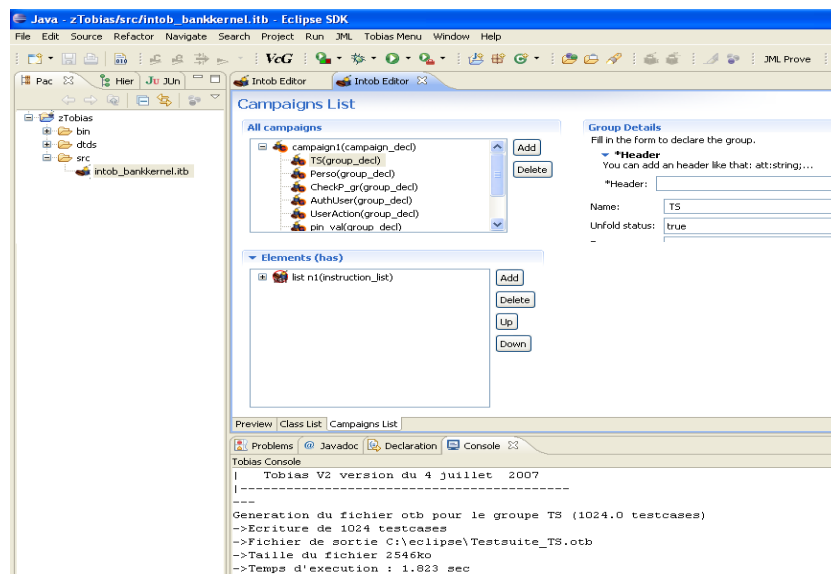 Java - zTobias/src/intob_bankkernel.itb - Eclipse SDK
File Edit Source Refactor Navigate Search Project Run JML Tobias Menu Window Help
VcG JML Prove
Pac Hier JUn
Intob Editor Intob Editor
zTobias
bin
dtds
src
intob_bankkernel.itb
Campaigns List
All campaigns
campaign1(campaign_decl)
TS(group_decl)
Perso(group_decl)
CheckP_gr(group_decl)
AuthUser(group_decl)
UserAction(group_decl)
pin_val(group_decl)
Add
Delete
Group Details
Fill in the form to declare the group.
*Header
You can add an header like that: att:string;...
*Header:
Name: TS
Unfold status: true
Elements (has)
list n1(instruction_list)
Add
Delete
Up
Down
Preview Class List Campaigns List
Problems @ Javadoc Declaration Console
Tobias Console
| Tobias V2 version du 4 juillet 2007
|-------------------------------------------
---
Generation du fichier otb pour le groupe TS (1024.0 testcases)
->Ecriture de 1024 testcases
->Fichier de sortie C:\eclipse\Testsuite_TS.otb
->Taille du fichier 2546ko
->Temps d'execution : 1.823 sec